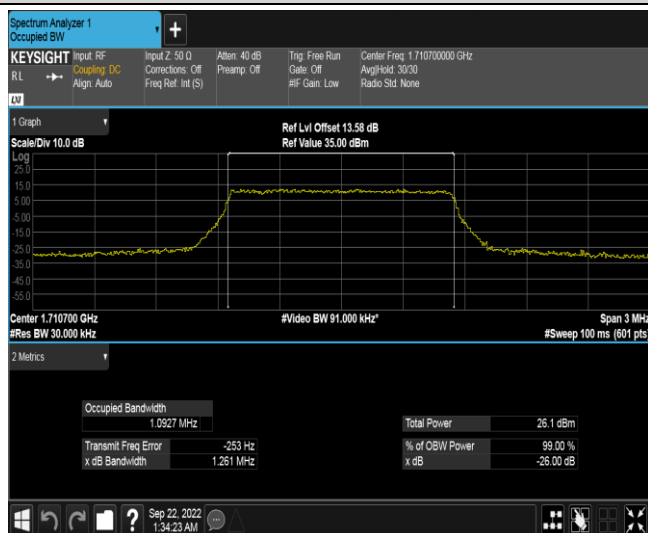 Spectrum Analyzer 1
Occupied BW
+
KEYSIGHT
RL
Input: RF
Coupling: DC
Align: Auto
Input Z: 50 Ω
Corrections: Off
Freq Ref: Int (S)
Atten: 40 dB
Preamp: Off
Trig: Free Run
Gate: Off
#IF Gain: Low
Center Freq: 1.710700000 GHz
Avg|Hold: 30/30
Radio Std: None
1 Graph
Scale/Div 10.0 dB
Ref Lvl Offset 13.58 dB
Ref Value 35.00 dBm
Log
25.0
15.0
5.00
-5.00
-15.0
-25.0
-35.0
-45.0
-55.0
Center 1.710700 GHz
#Res BW 30.000 kHz
#Video BW 91.000 kHz*
Span 3 MHz
#Sweep 100 ms (601 pts)
2 Metrics
Occupied Bandwidth
1.0927 MHz
Total Power 26.1 dBm
Transmit Freq Error -253 Hz
% of OBW Power 99.00 %
x dB Bandwidth 1.261 MHz
x dB -26.00 dB
?
Sep 22, 2022
1:34:23 AM